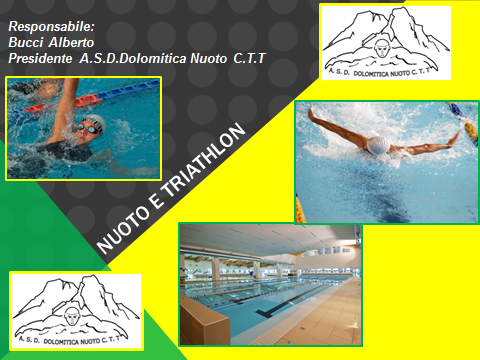 Responsabile:
Bucci Alberto
Presidente A.S.D.Dolomitica Nuoto C.T.T
A. S. D. DOLOMITICA NUOTO C. T. T
NUOTO E TRIATHLON
A. S. D. DOLOMITICA NUOTO C. T. T